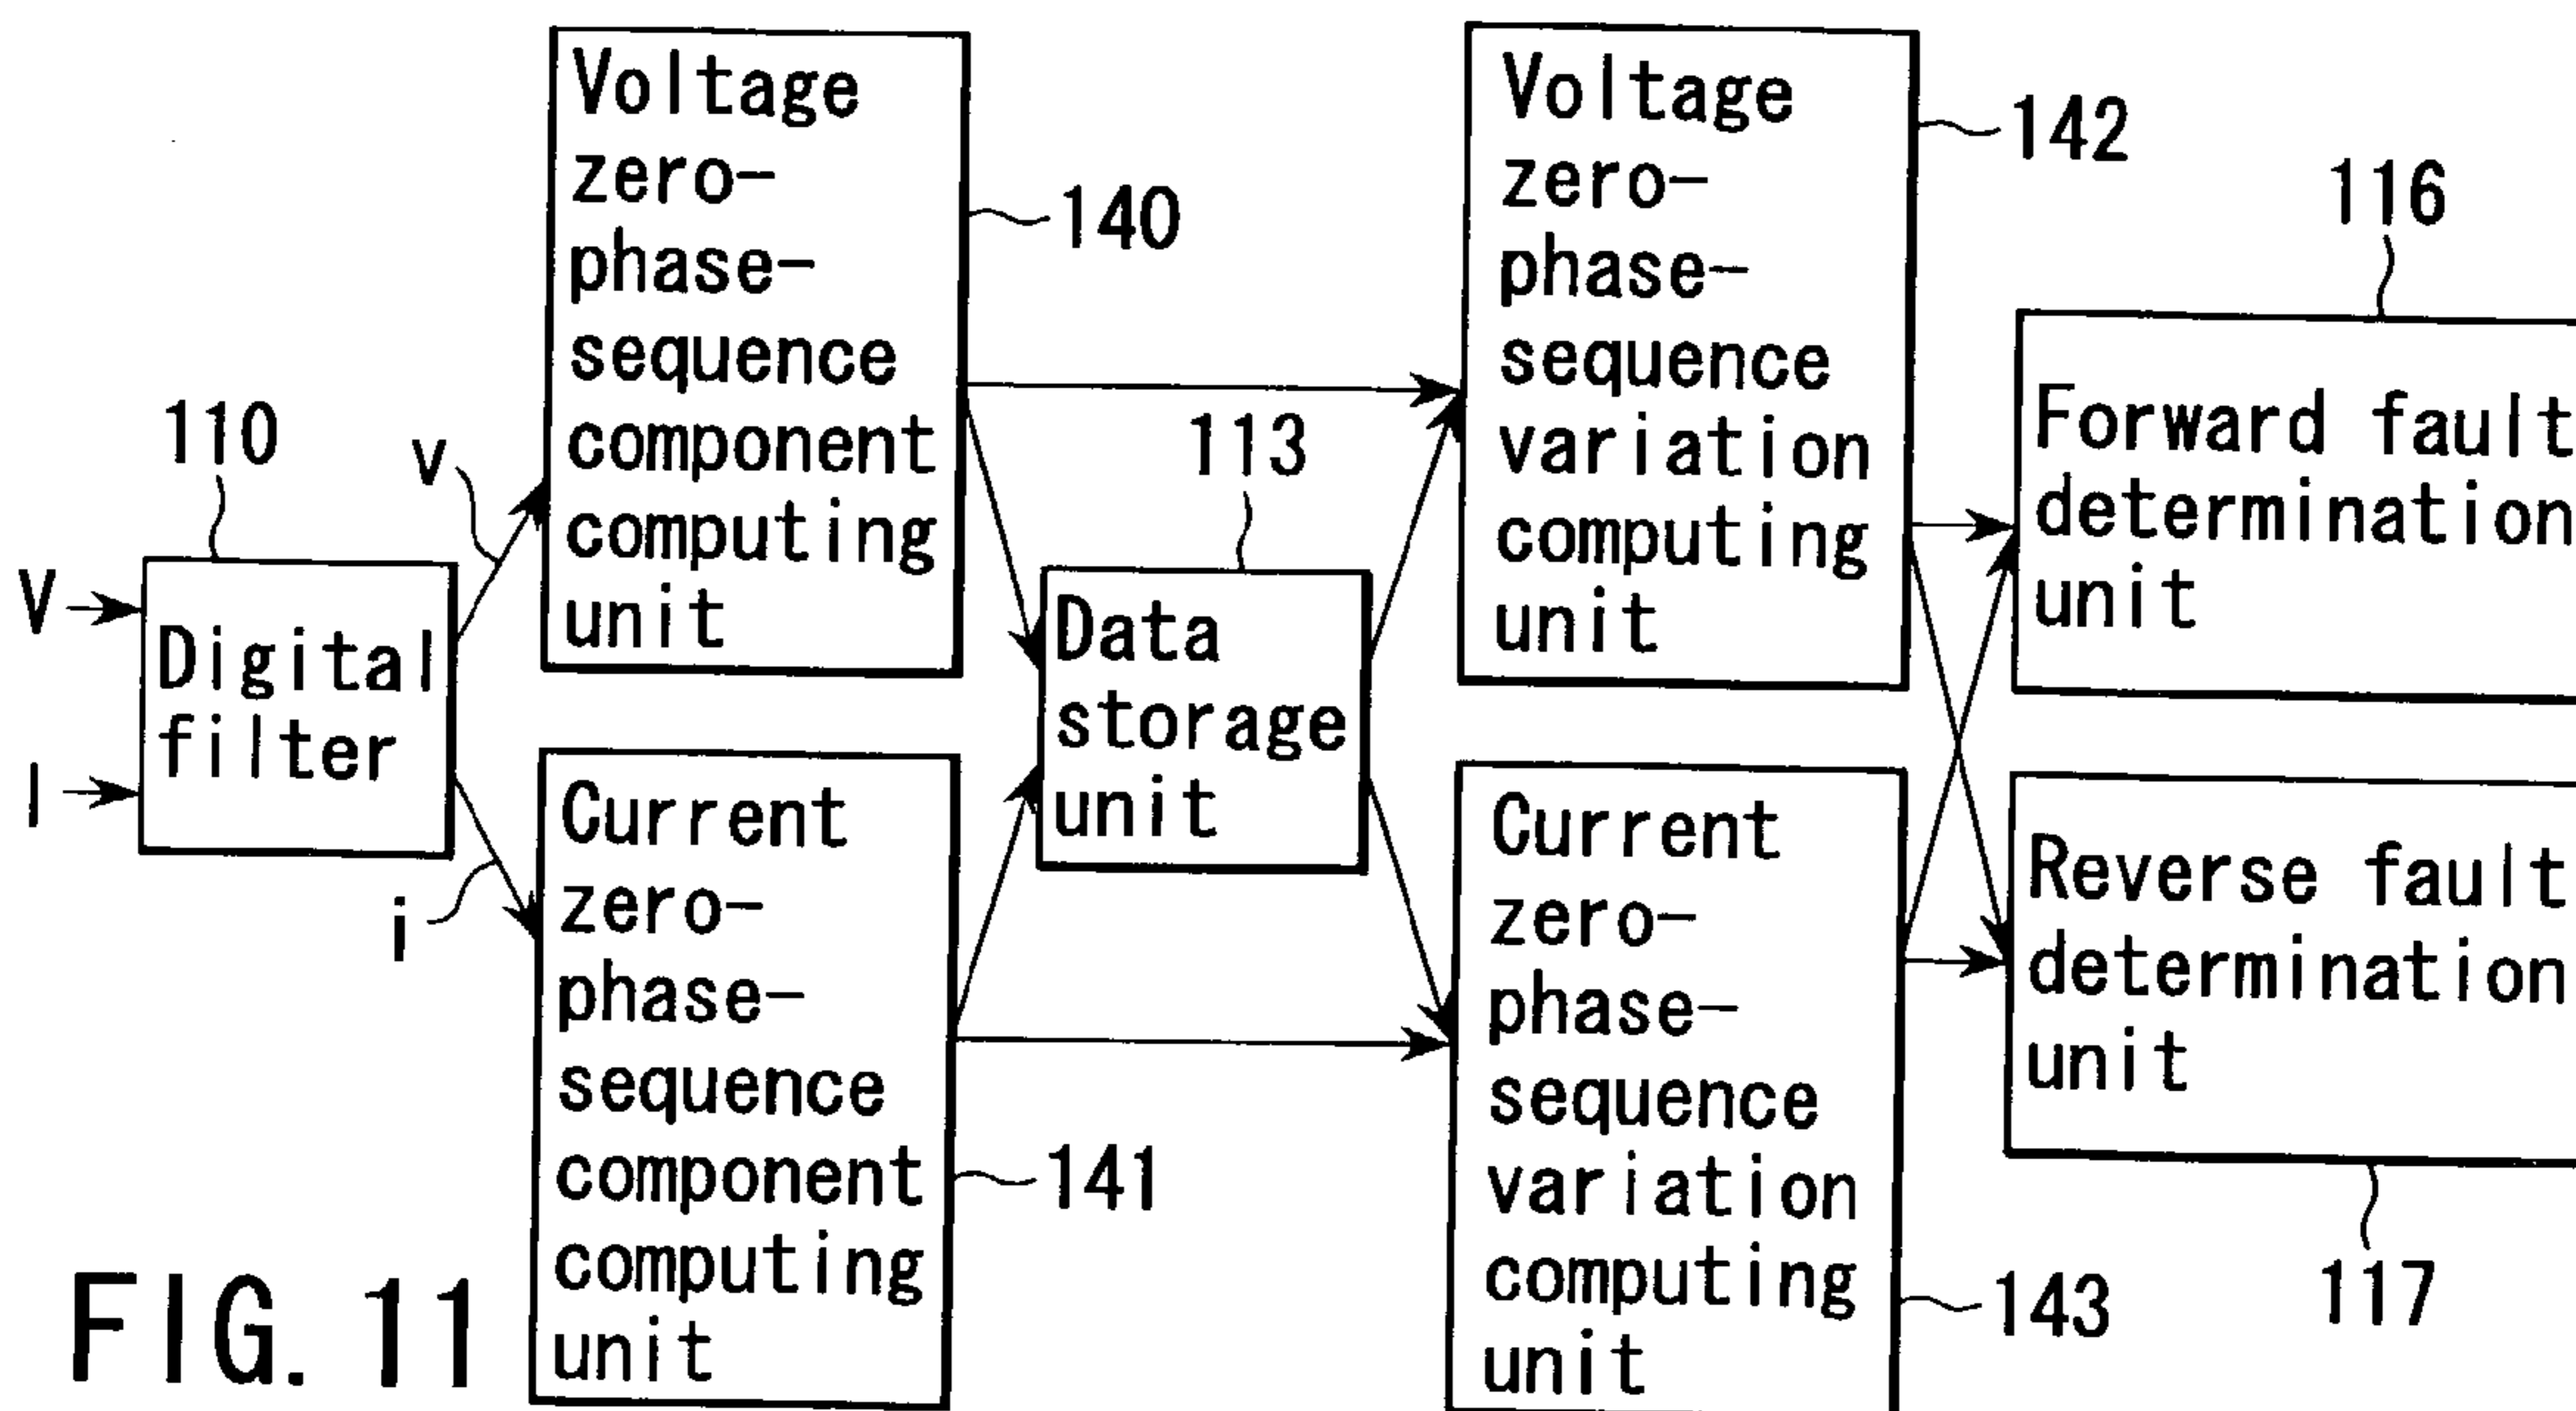 Voltage
zero-
phase-
sequence
component
computing
unit
140
Voltage
zero-
phase-
sequence
variation
computing
unit
142
116
110
v
113
Forward fault
determination
unit
V
I
Digital
filter
Data
storage
unit
i
Current
zero-
phase-
sequence
component
computing
unit
141
Current
zero-
phase-
sequence
variation
computing
unit
143
Reverse fault
determination
unit
117
FIG. 11